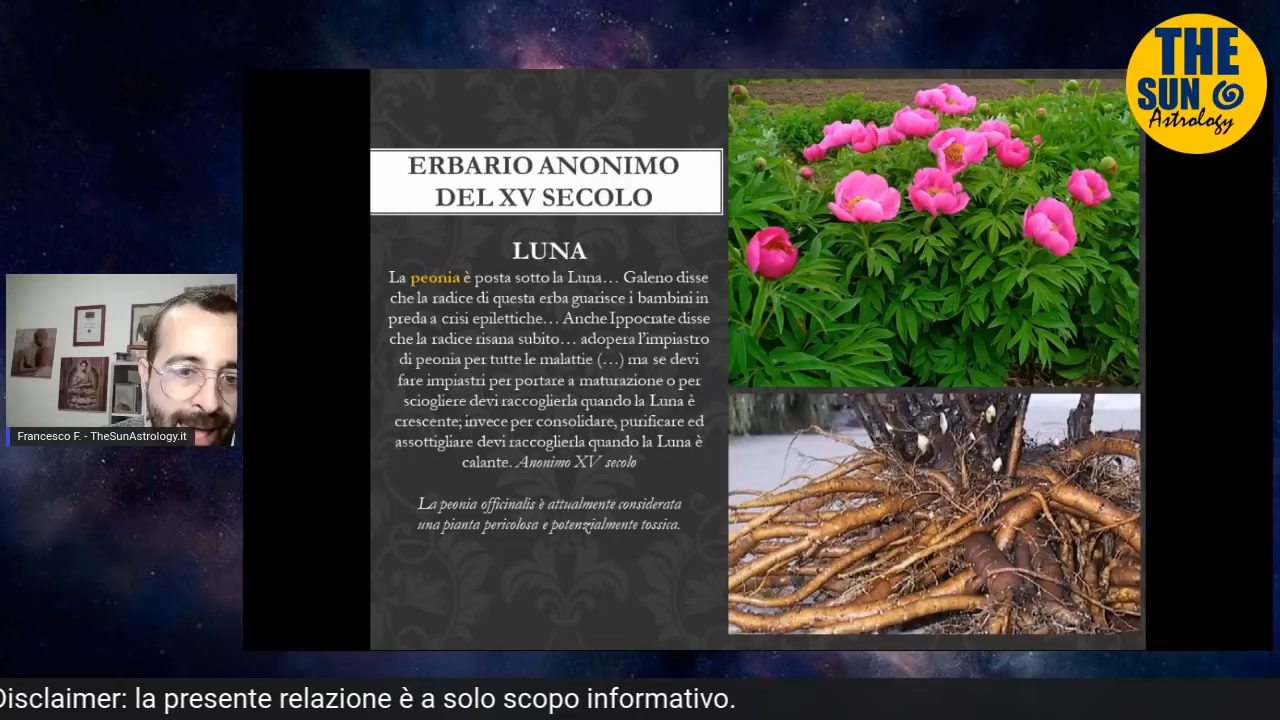 THE
SUN
Astrology
ERBARIO ANONIMO
DEL XV SECOLO
LUNA
La peonia è posta sotto la Luna… Galeno disse
che la radice di questa erba guarisce i bambini in
preda a crisi epilettiche… Anche Ippocrate disse
che la radice risana subito… adopera l'impiastro
di peonia per tutte le malattie (…) ma se devi
fare impiastri per portare a maturazione o per
sciogliere devi raccoglierla quando la Luna è
crescente; invece per consolidare, purificare ed
assottigliare devi raccoglierla quando la Luna è
calante. Anonimo XV secolo
La peonia officinalis è attualmente considerata
una pianta pericolosa e potenzialmente tossica.
Francesco F. - TheSunAstrology.it
Disclaimer: la presente relazione è a solo scopo informativo.